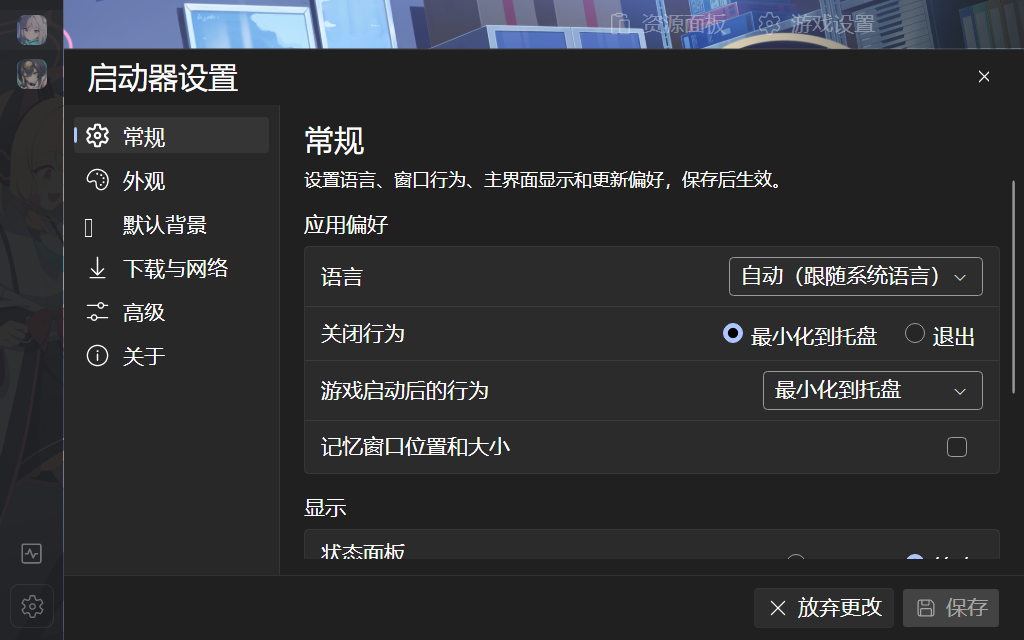 资源面板
游戏设置
启动器设置
常规
外观
默认背景
下载与网络
高级
关于
常规
设置语言、窗口行为、主界面显示和更新偏好，保存后生效。
应用偏好
语言
自动（跟随系统语言）
关闭行为
最小化到托盘
退出
游戏启动后的行为
最小化到托盘
记忆窗口位置和大小
显示
状态面板
放弃更改
保存